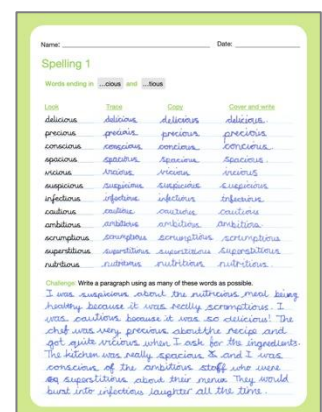 Name: Date:
Spelling 1
Words ending in ...cious and ...tious
Look Trace Copy Cover and write
delicious delicious delicious delicious
precious precious precious precious
conscious conscious concious concious
spacious spacious spacious spacious
vicious vicious vicious vicious
suspicious suspicious suspicious suspicious
infectious infectious infectious infectious
cautious cautious cautious cautious
ambitious ambitious ambitious ambitious
scrumptious scrumptious scrumptious scrumptious
superstitious superstitious superstitious superstitious
nutritious nutritious nutritious nutritious
Challenge: Write a paragraph using as many of these words as possible.
I was suspicious about the nutritious meal being
healthy because it was really scrumptious. I
was cautious because it was so delicious! The
chef was very precious about the recipe and
got quite vicious when I ask for the ingredients.
The kitchen was really spacious & and I was
conscious of the ambitious staff who were
superstitious about their menu. They would
burst into infectious laughter all the time.